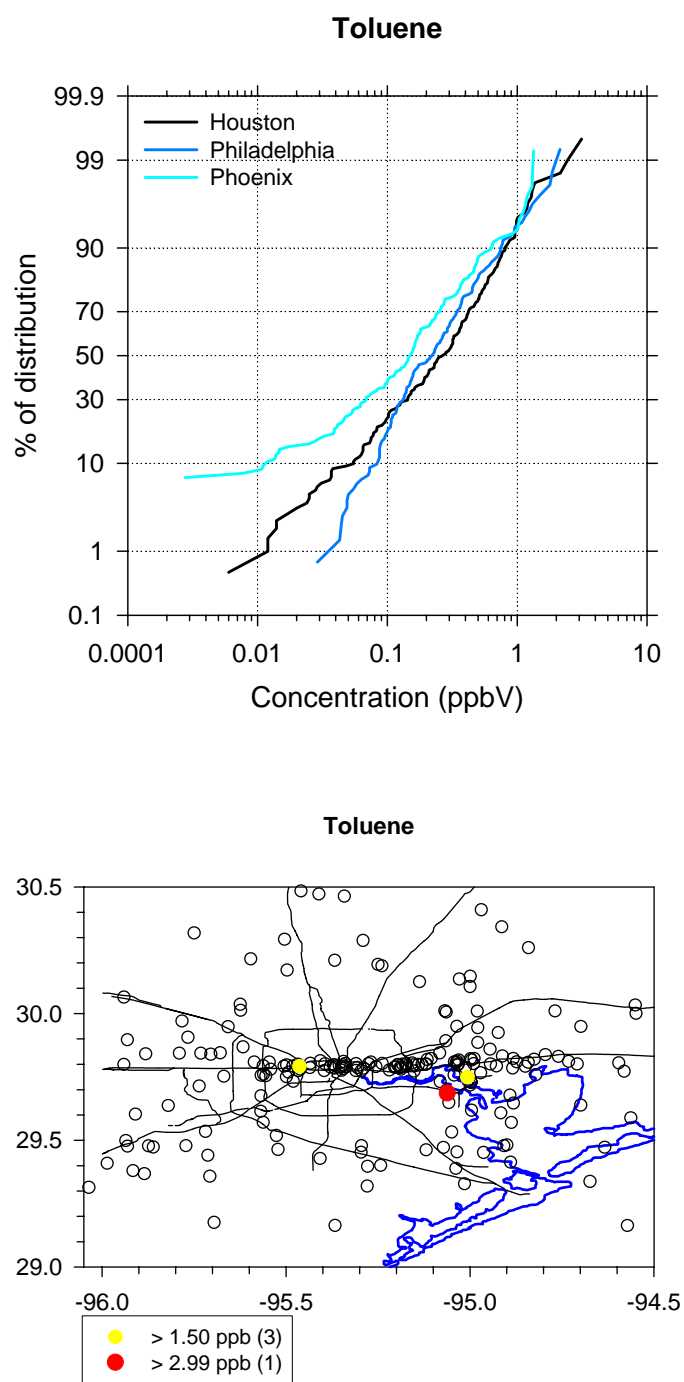 Toluene
99.9
Houston
Philadelphia
Phoenix
99
90
70
50
30
10
1
0.1
% of distribution
0.0001 0.01 0.1 1 10
Concentration (ppbV)
Toluene
30.5
30.0
29.5
29.0
-96.0 -95.5 -95.0 -94.5
> 1.50 ppb (3)
> 2.99 ppb (1)